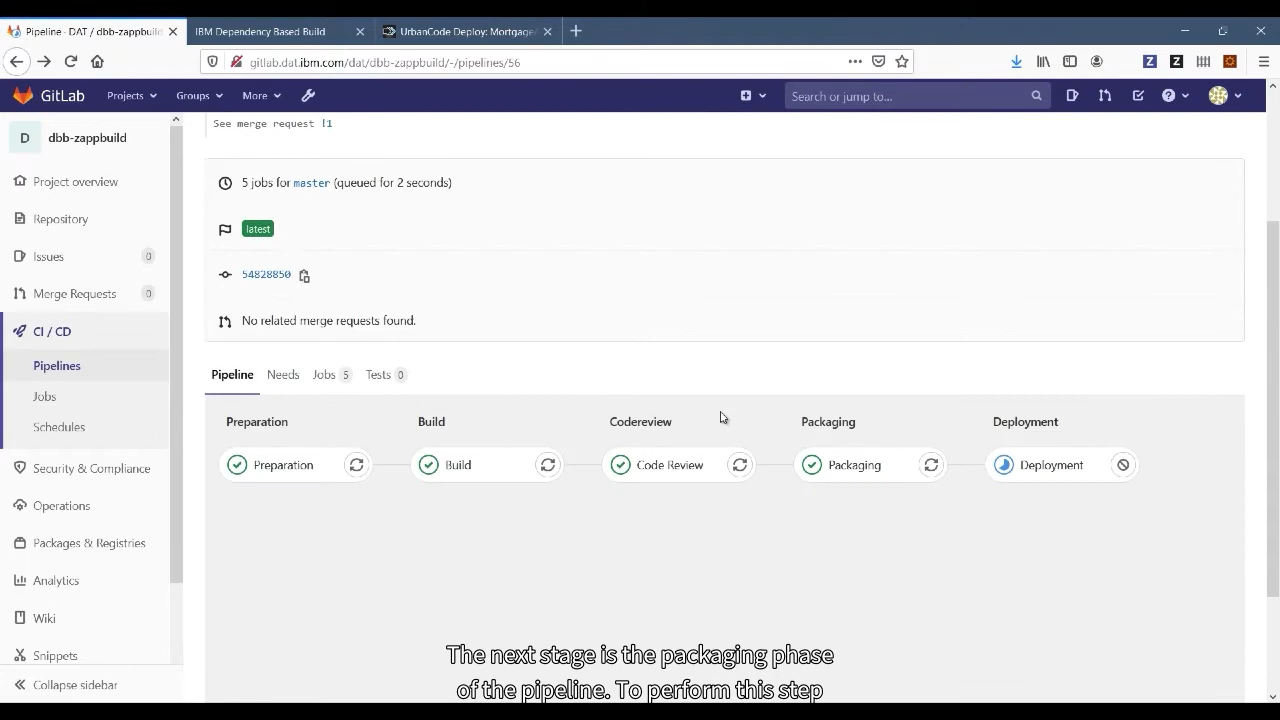 Pipeline · DAT / dbb-zappbuild
IBM Dependency Based Build
UrbanCode Deploy: Mortgage
gitlab.dat.ibm.com/dat/dbb-zappbuild/-/pipelines/56
GitLab
Projects
Groups
More
Search or jump to...
D
dbb-zappbuild
Project overview
Repository
Issues
0
Merge Requests
0
CI / CD
Pipelines
Jobs
Schedules
Security & Compliance
Operations
Packages & Registries
Analytics
Wiki
Snippets
Collapse sidebar
See merge request !1
5 jobs for master (queued for 2 seconds)
latest
54828850
No related merge requests found.
Pipeline Needs Jobs 5 Tests 0
Preparation Build Codereview Packaging Deployment
Preparation Build Code Review Packaging Deployment
The next stage is the packaging phase
of the pipeline. To perform this step